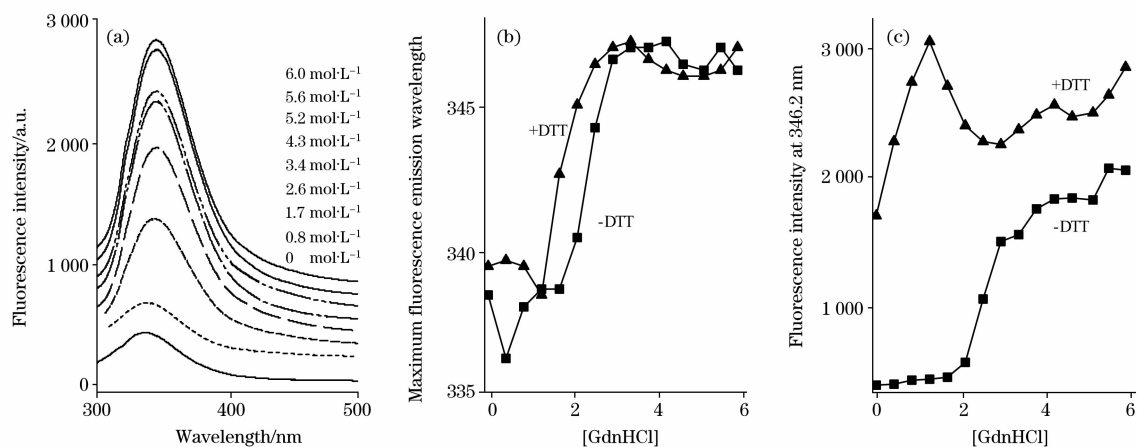 (a)
3 000
2 000
1 000
0
300
400
500
Fluorescence intensity/a.u.
Wavelength/nm
6.0 mol·L⁻¹
5.6 mol·L⁻¹
5.2 mol·L⁻¹
4.3 mol·L⁻¹
3.4 mol·L⁻¹
2.6 mol·L⁻¹
1.7 mol·L⁻¹
0.8 mol·L⁻¹
0 mol·L⁻¹
(b)
345
340
335
0
2
4
6
Maximum fluorescence emission wavelength
[GdnHCl]
+DTT
-DTT
(c)
3 000
2 000
1 000
0
2
4
6
Fluorescence intensity at 346.2 nm
[GdnHCl]
+DTT
-DTT